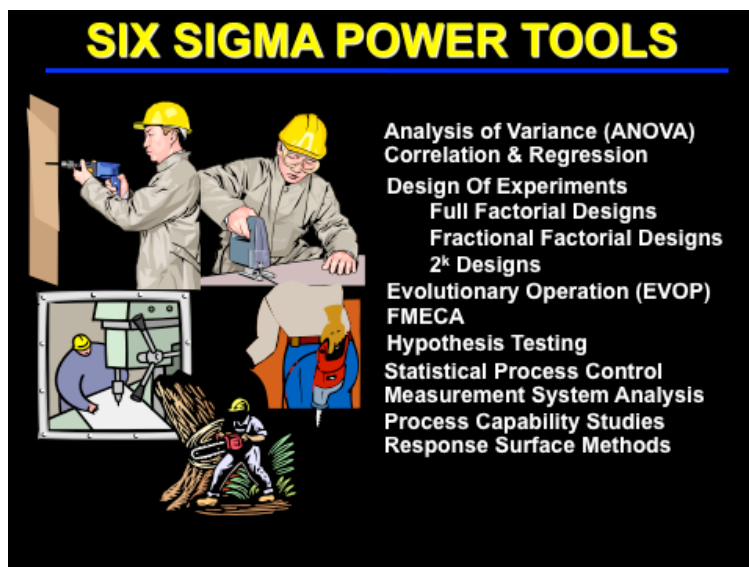 SIX SIGMA POWER TOOLS
Analysis of Variance (ANOVA)
Correlation & Regression
Design Of Experiments
Full Factorial Designs
Fractional Factorial Designs
2ᵏ Designs
Evolutionary Operation (EVOP)
FMECA
Hypothesis Testing
Statistical Process Control
Measurement System Analysis
Process Capability Studies
Response Surface Methods